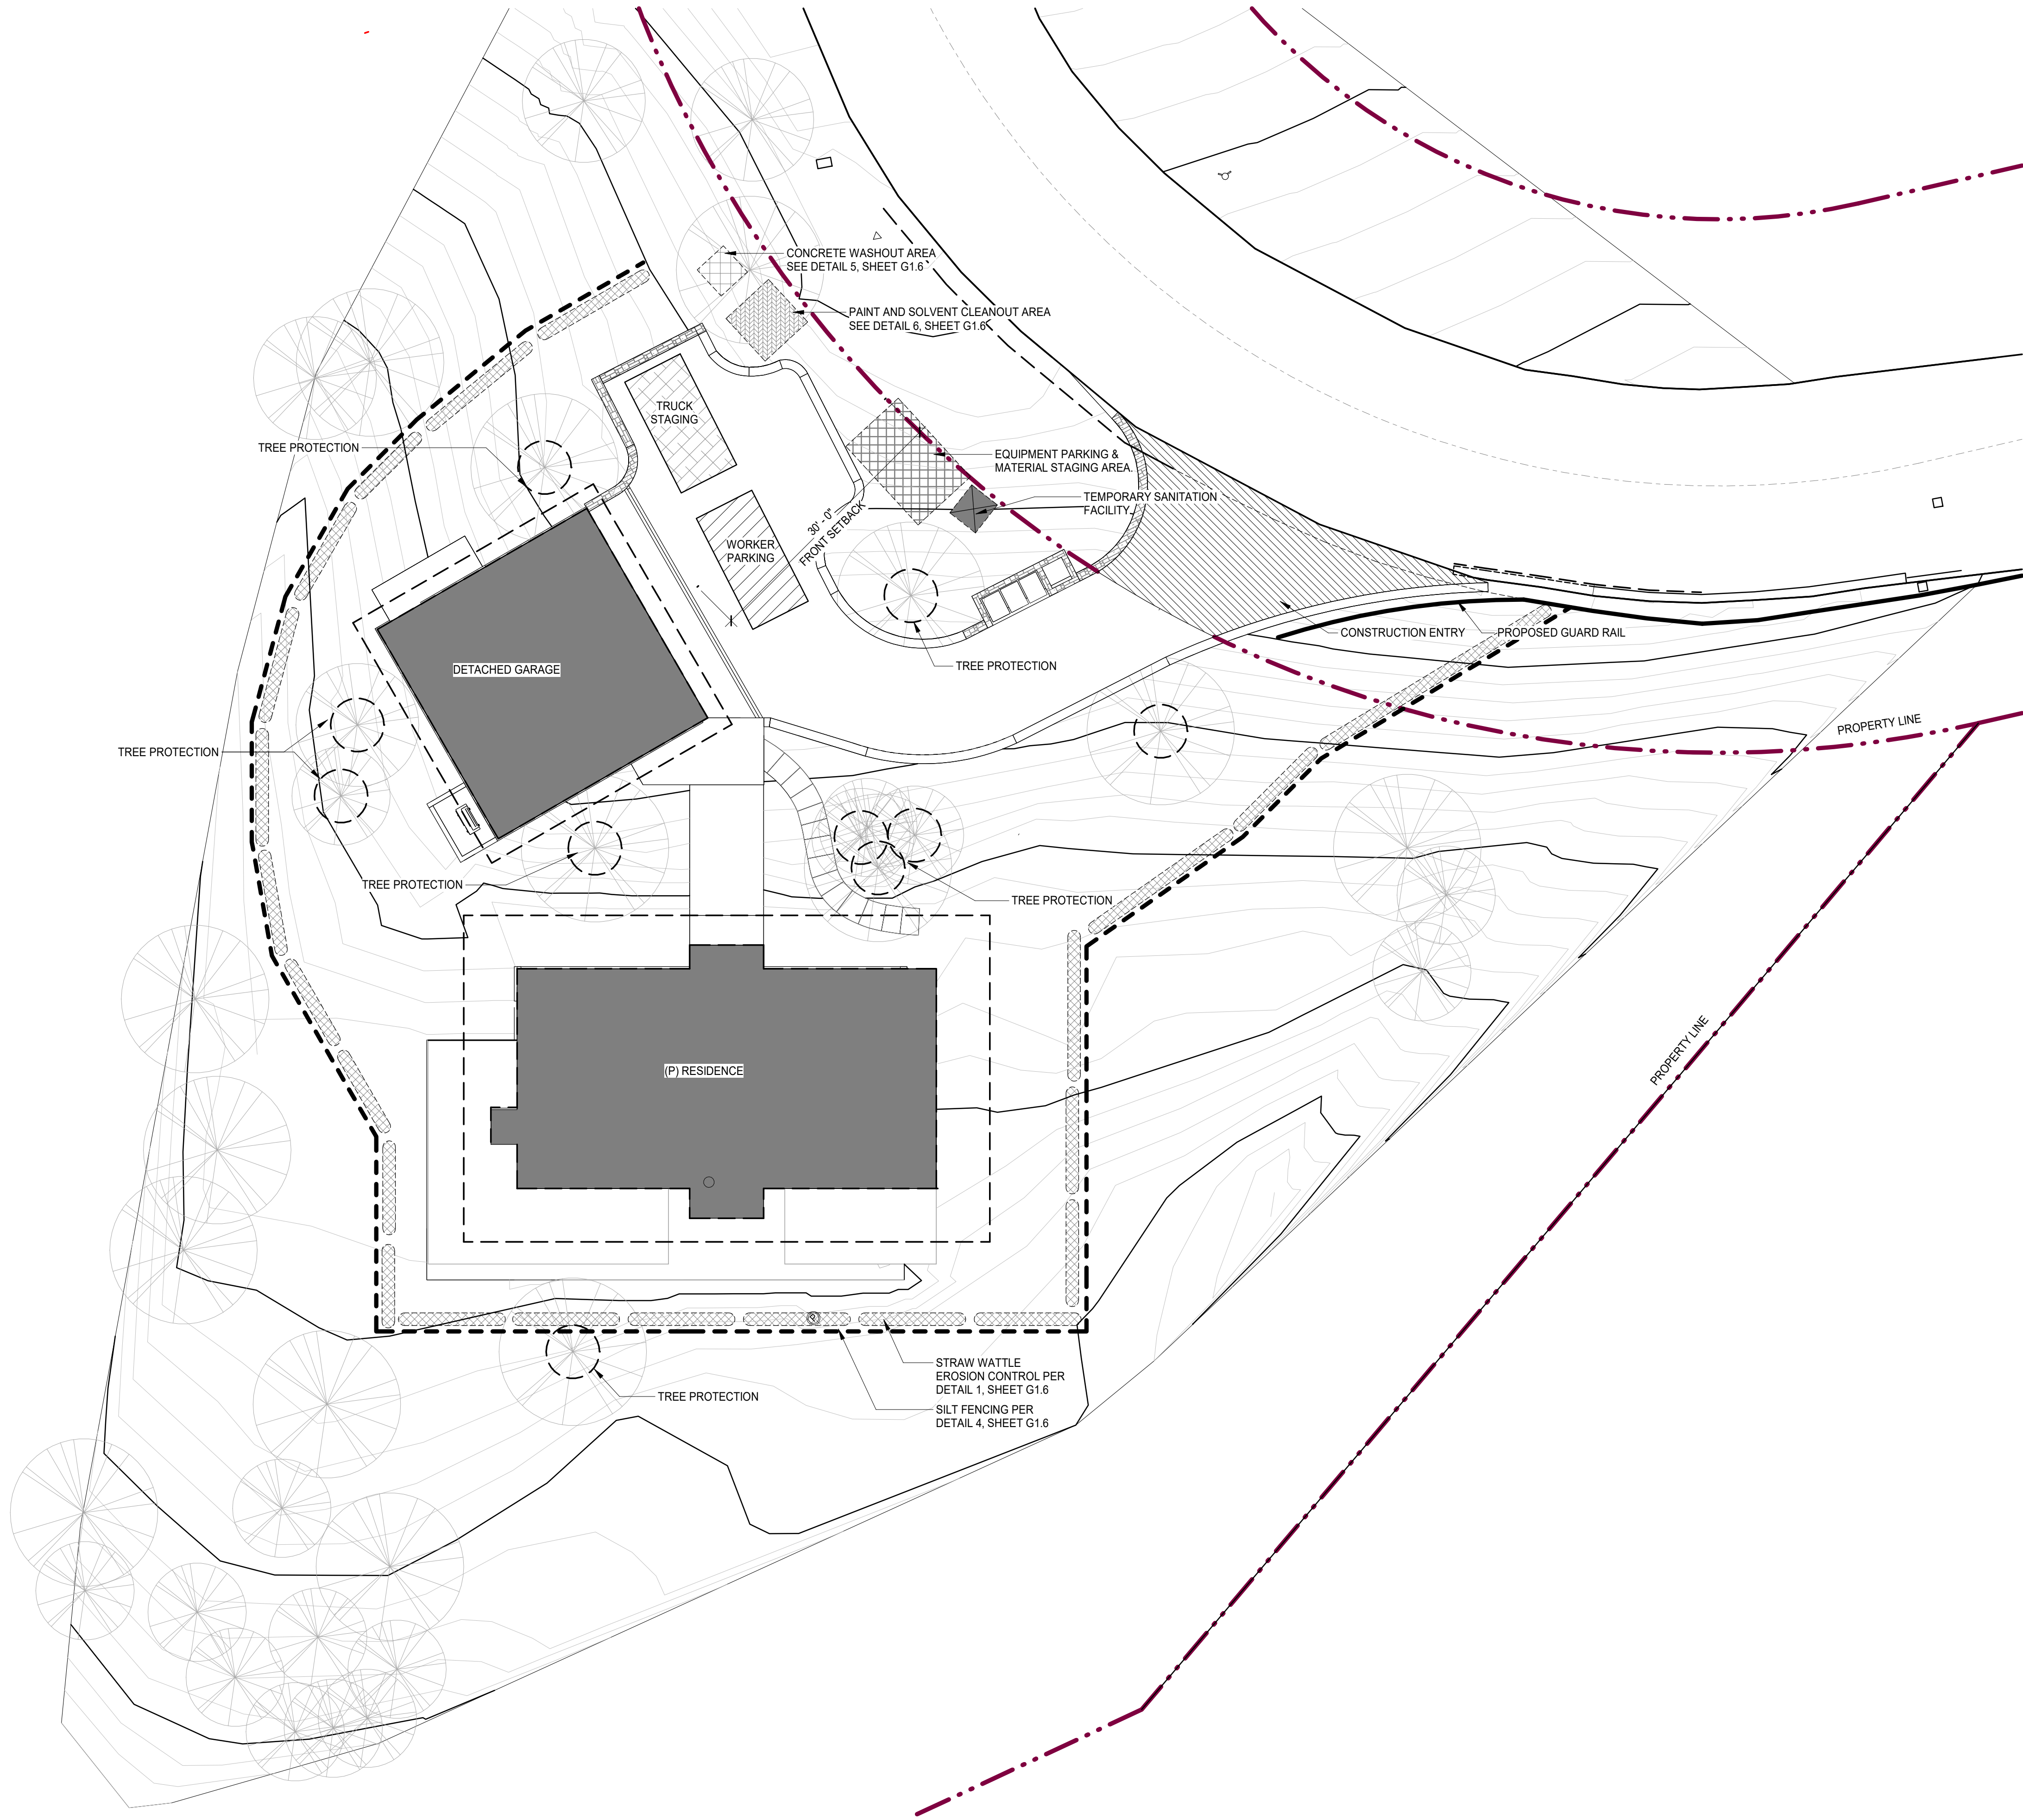 CONCRETE WASHOUT AREA
SEE DETAIL 5, SHEET G1.6
PAINT AND SOLVENT CLEANOUT AREA
SEE DETAIL 6, SHEET G1.6
TRUCK
STAGING
TREE PROTECTION
EQUIPMENT PARKING &
MATERIAL STAGING AREA.
TEMPORARY SANITATION
FACILITY
30' - 0"
FRONT SETBACK
WORKER
PARKING
CONSTRUCTION ENTRY
PROPOSED GUARD RAIL
TREE PROTECTION
DETACHED GARAGE
PROPERTY LINE
TREE PROTECTION
TREE PROTECTION
TREE PROTECTION
PROPERTY LINE
(P) RESIDENCE
STRAW WATTLE
EROSION CONTROL PER
DETAIL 1, SHEET G1.6
TREE PROTECTION
SILT FENCING PER
DETAIL 4, SHEET G1.6